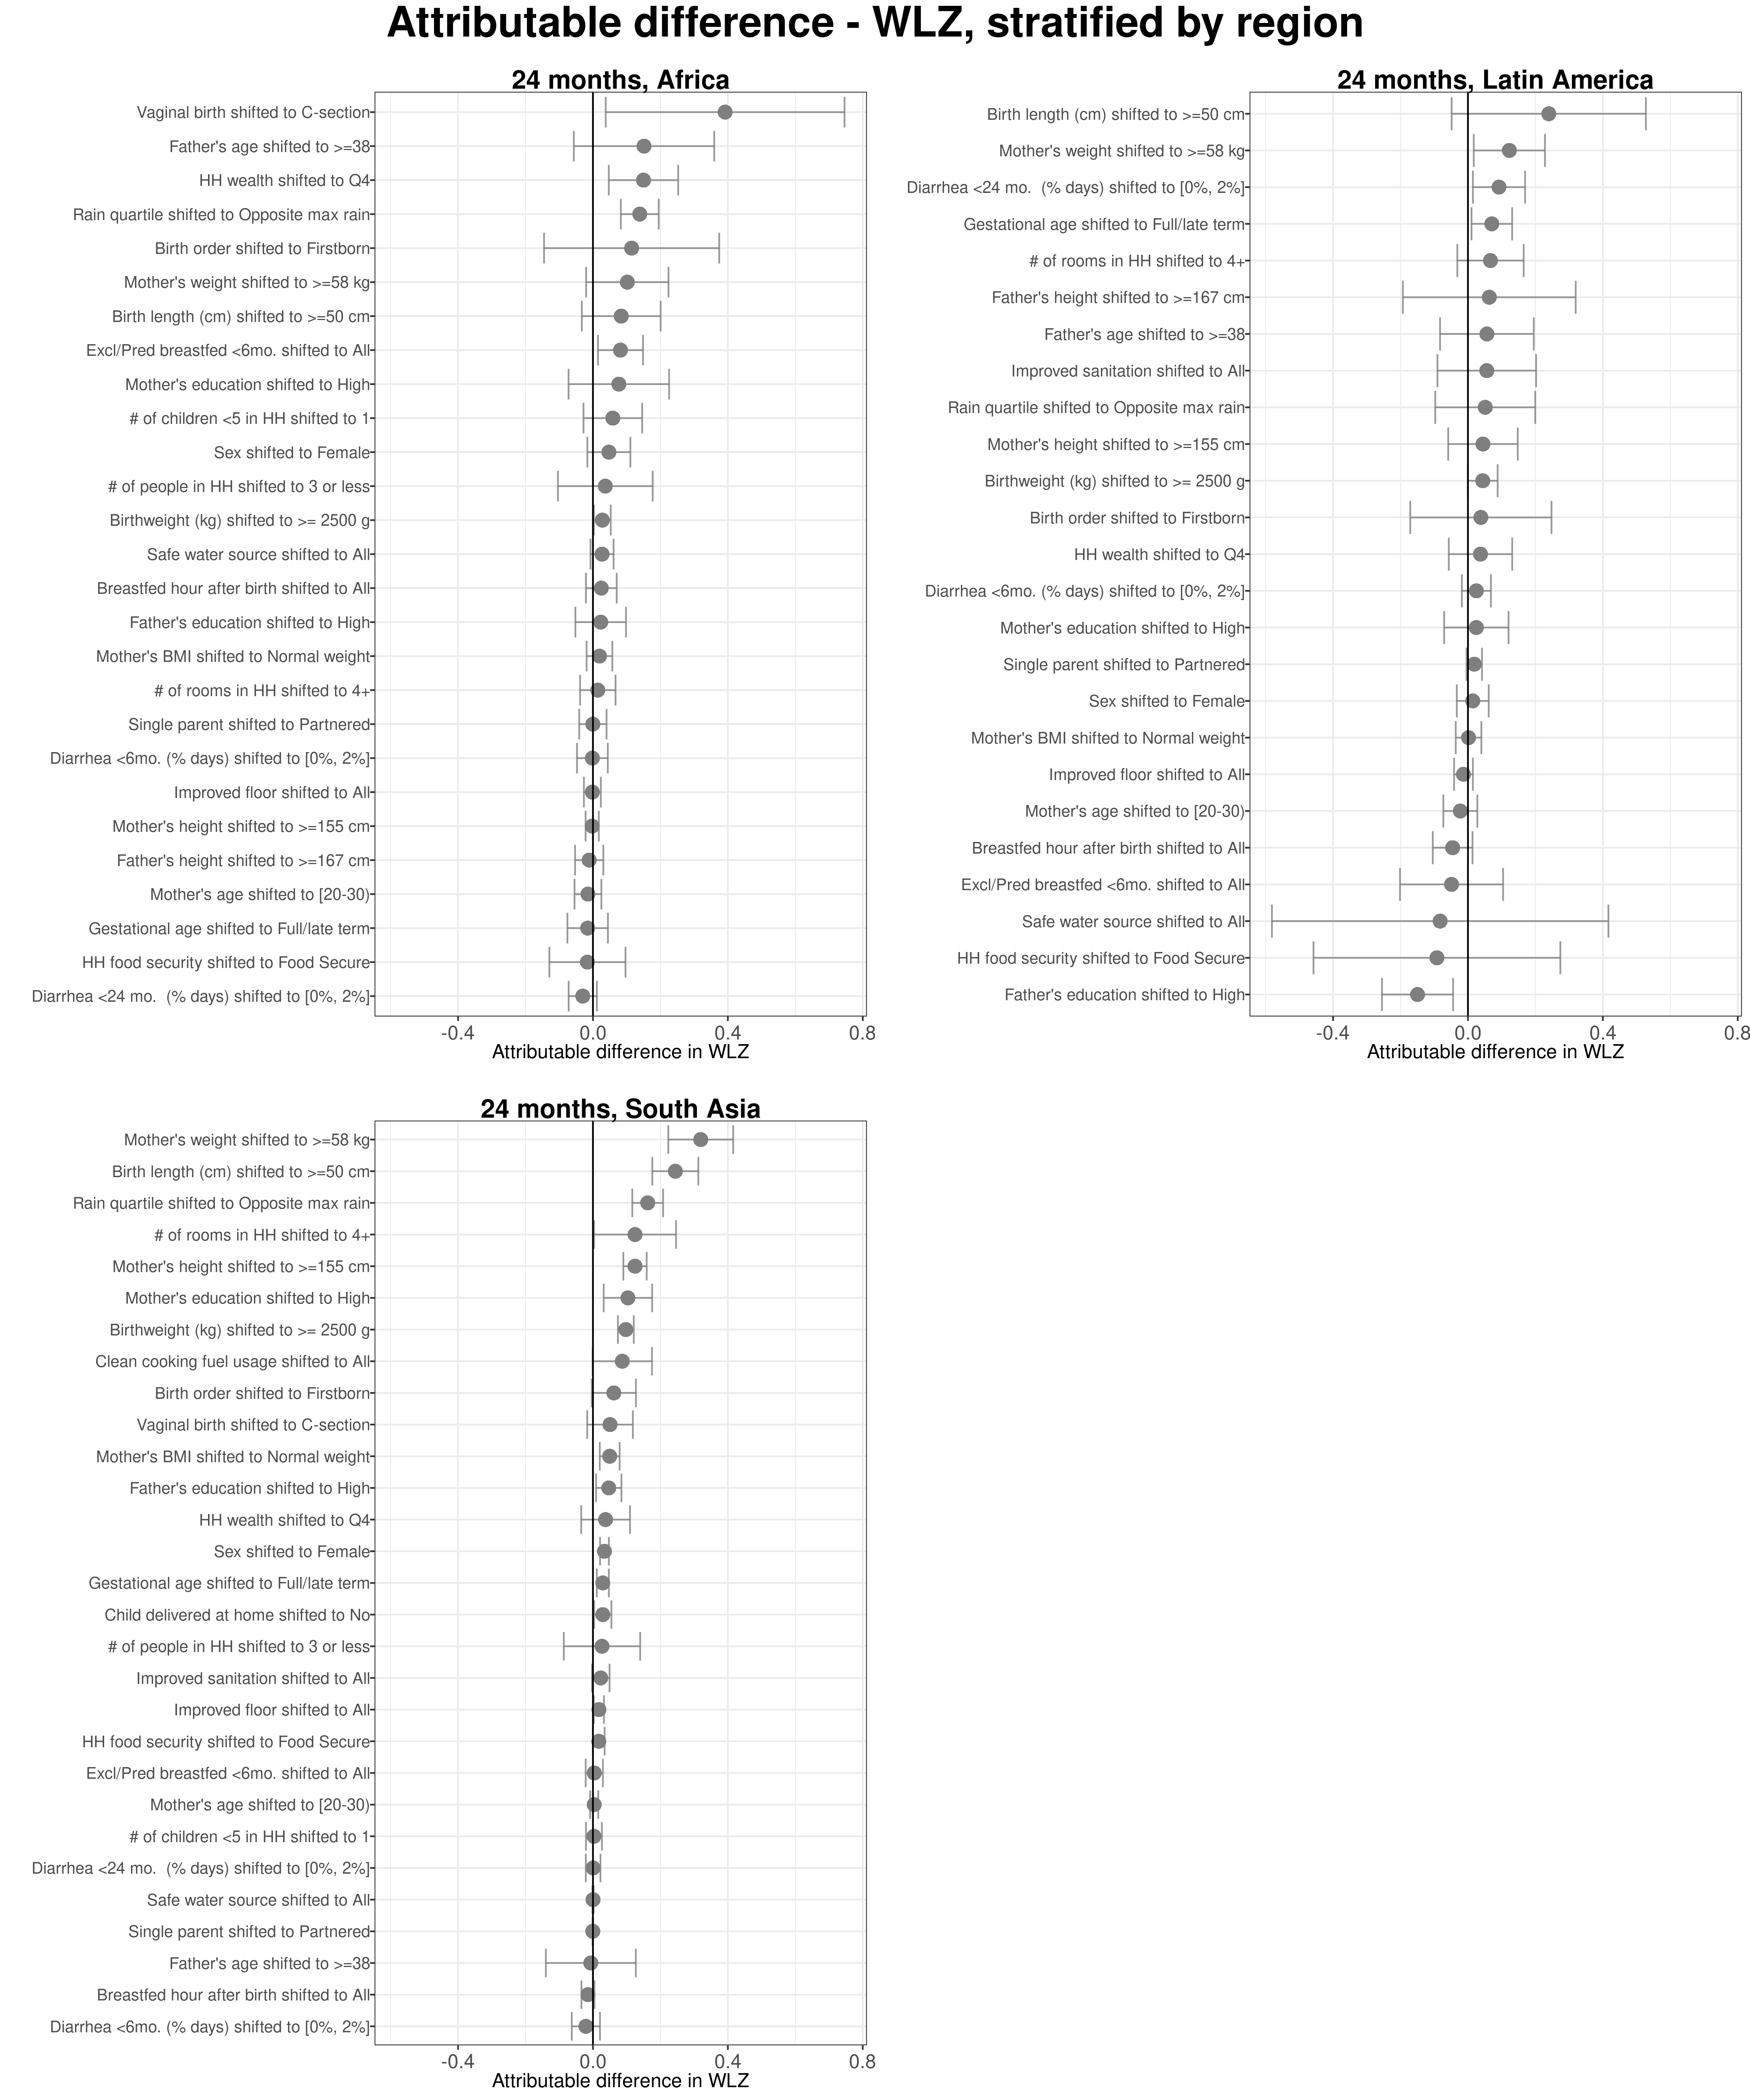 Attributable difference - WLZ, stratified by region
24 months, Africa
Vaginal birth shifted to C-section
Father's age shifted to >=38
HH wealth shifted to Q4
Rain quartile shifted to Opposite max rain
Birth order shifted to Firstborn
Mother's weight shifted to >=58 kg
Birth length (cm) shifted to >=50 cm
Excl/Pred breastfed <6mo. shifted to All
Mother's education shifted to High
# of children <5 in HH shifted to 1
Sex shifted to Female
# of people in HH shifted to 3 or less
Birthweight (kg) shifted to >= 2500 g
Safe water source shifted to All
Breastfed hour after birth shifted to All
Father's education shifted to High
Mother's BMI shifted to Normal weight
# of rooms in HH shifted to 4+
Single parent shifted to Partnered
Diarrhea <6mo. (% days) shifted to [0%, 2%]
Improved floor shifted to All
Mother's height shifted to >=155 cm
Father's height shifted to >=167 cm
Mother's age shifted to [20-30)
Gestational age shifted to Full/late term
HH food security shifted to Food Secure
Diarrhea <24 mo.  (% days) shifted to [0%, 2%]
-0.4 0.0 0.4 0.8
Attributable difference in WLZ
24 months, Latin America
Birth length (cm) shifted to >=50 cm
Mother's weight shifted to >=58 kg
Diarrhea <24 mo.  (% days) shifted to [0%, 2%]
Gestational age shifted to Full/late term
# of rooms in HH shifted to 4+
Father's height shifted to >=167 cm
Father's age shifted to >=38
Improved sanitation shifted to All
Rain quartile shifted to Opposite max rain
Mother's height shifted to >=155 cm
Birthweight (kg) shifted to >= 2500 g
Birth order shifted to Firstborn
HH wealth shifted to Q4
Diarrhea <6mo. (% days) shifted to [0%, 2%]
Mother's education shifted to High
Single parent shifted to Partnered
Sex shifted to Female
Mother's BMI shifted to Normal weight
Improved floor shifted to All
Mother's age shifted to [20-30)
Breastfed hour after birth shifted to All
Excl/Pred breastfed <6mo. shifted to All
Safe water source shifted to All
HH food security shifted to Food Secure
Father's education shifted to High
-0.4 0.0 0.4 0.8
Attributable difference in WLZ
24 months, South Asia
Mother's weight shifted to >=58 kg
Birth length (cm) shifted to >=50 cm
Rain quartile shifted to Opposite max rain
# of rooms in HH shifted to 4+
Mother's height shifted to >=155 cm
Mother's education shifted to High
Birthweight (kg) shifted to >= 2500 g
Clean cooking fuel usage shifted to All
Birth order shifted to Firstborn
Vaginal birth shifted to C-section
Mother's BMI shifted to Normal weight
Father's education shifted to High
HH wealth shifted to Q4
Sex shifted to Female
Gestational age shifted to Full/late term
Child delivered at home shifted to No
# of people in HH shifted to 3 or less
Improved sanitation shifted to All
Improved floor shifted to All
HH food security shifted to Food Secure
Excl/Pred breastfed <6mo. shifted to All
Mother's age shifted to [20-30)
# of children <5 in HH shifted to 1
Diarrhea <24 mo.  (% days) shifted to [0%, 2%]
Safe water source shifted to All
Single parent shifted to Partnered
Father's age shifted to >=38
Breastfed hour after birth shifted to All
Diarrhea <6mo. (% days) shifted to [0%, 2%]
-0.4 0.0 0.4 0.8
Attributable difference in WLZ